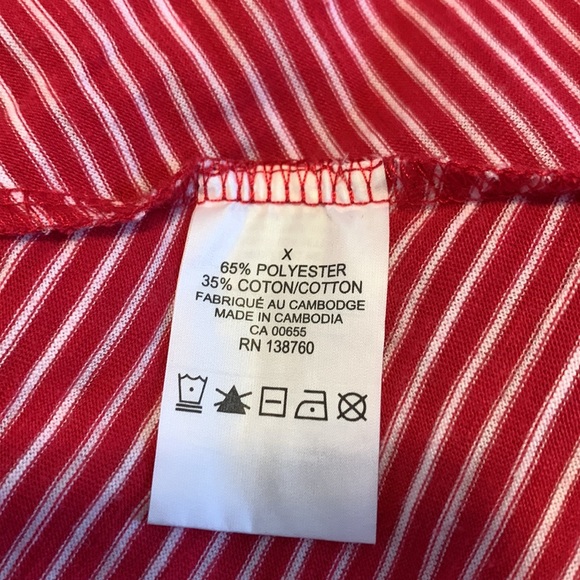 X
65% POLYESTER
35% COTON/COTTON
FABRIQUÉ AU CAMBODGE
MADE IN CAMBODIA
CA 00655
RN 138760